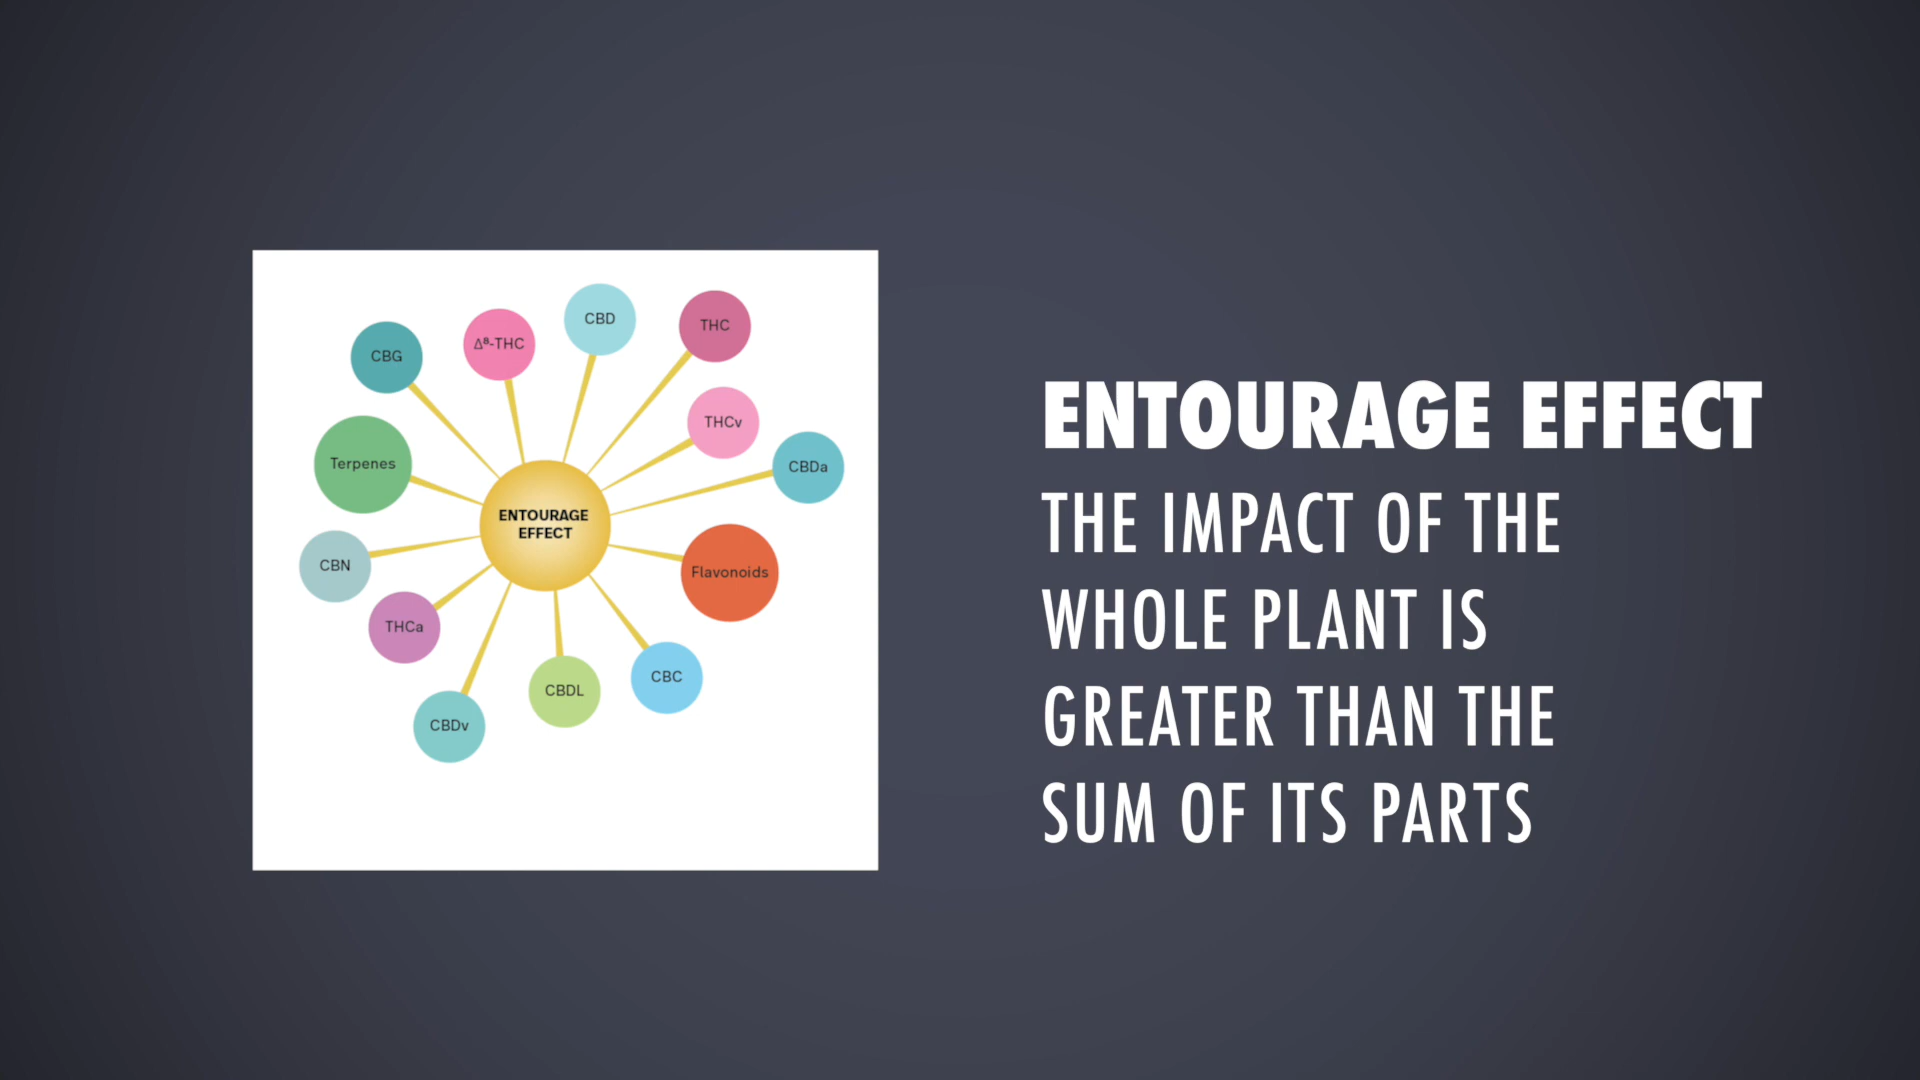 CBD
THC
Δ⁸-THC
CBG
THCv
Terpenes
CBDa
ENTOURAGE
EFFECT
CBN
Flavonoids
THCa
CBC
CBDL
CBDv
ENTOURAGE EFFECT
THE IMPACT OF THE
WHOLE PLANT IS
GREATER THAN THE
SUM OF ITS PARTS